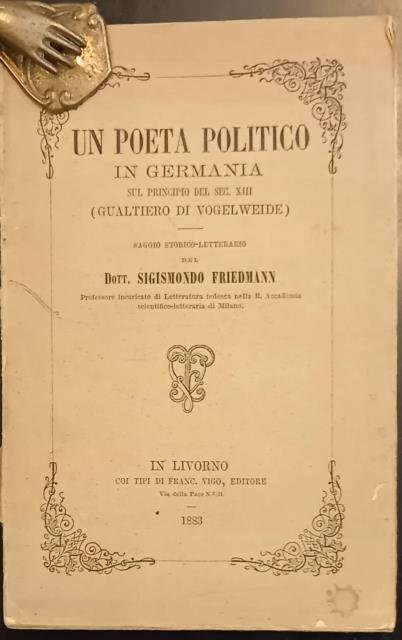 UN POETA POLITICO
IN GERMANIA
SUL PRINCIPIO DEL SEC. XIII
(GUALTIERO DI VOGELWEIDE)
SAGGIO STORICO-LETTERARIO
DEL
DOTT. SIGISMONDO FRIEDMANN
Professore incaricato di Letteratura tedesca nella R. Accademia
scientifico-letteraria di Milano.
IN LIVORNO
COI TIPI DI FRANC. VIGO, EDITORE
Via della Pace N.º 31
1883